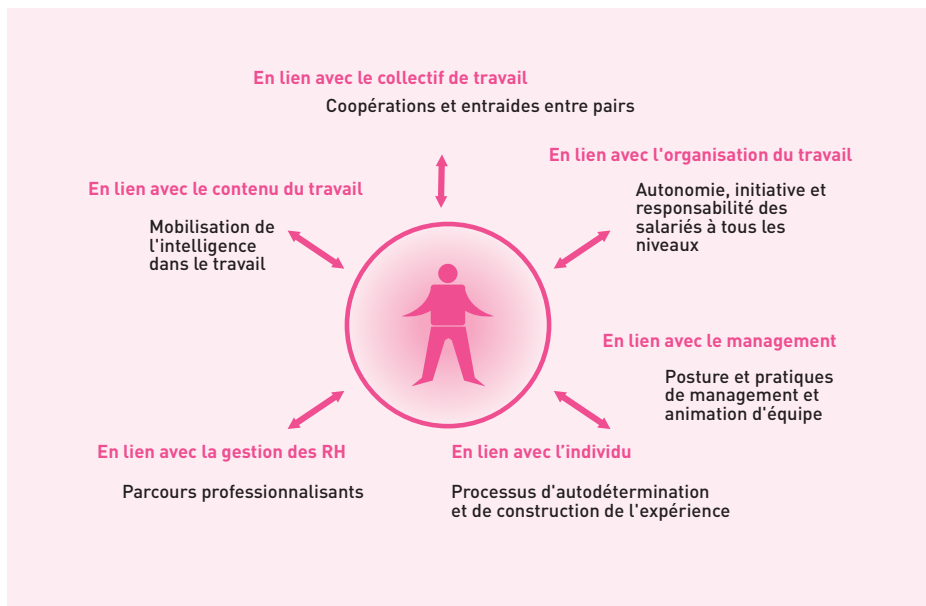 En lien avec le collectif de travail
Coopérations et entraides entre pairs
En lien avec l'organisation du travail
Autonomie, initiative et
responsabilité des
salariés à tous les
niveaux
En lien avec le contenu du travail
Mobilisation de
l'intelligence
dans le travail
En lien avec le management
Posture et pratiques
de management et
animation d'équipe
En lien avec la gestion des RH
Parcours professionnalisants
En lien avec l’individu
Processus d'autodétermination
et de construction de l'expérience